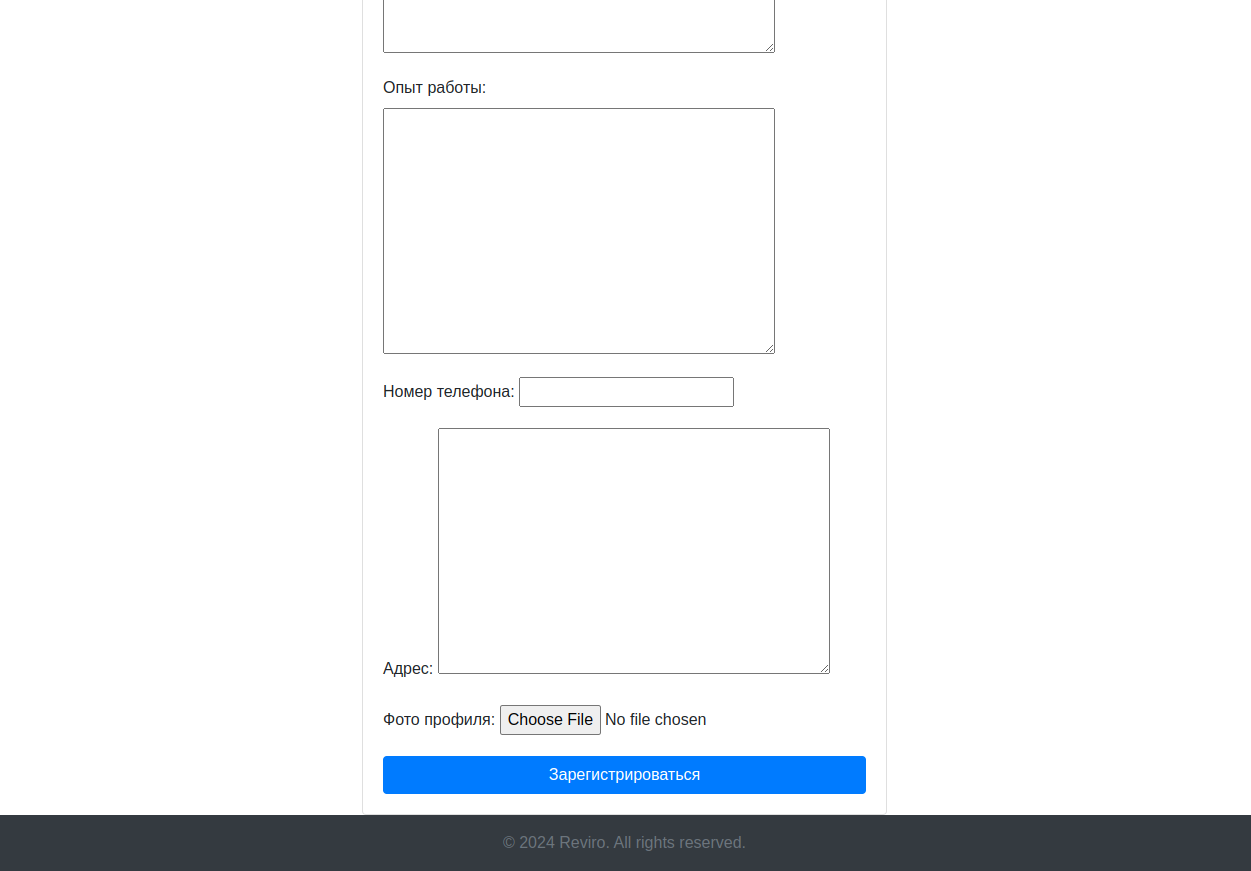 Опыт работы:
Номер телефона:
Адрес:
Фото профиля: Choose File No file chosen
Зарегистрироваться
© 2024 Reviro. All rights reserved.